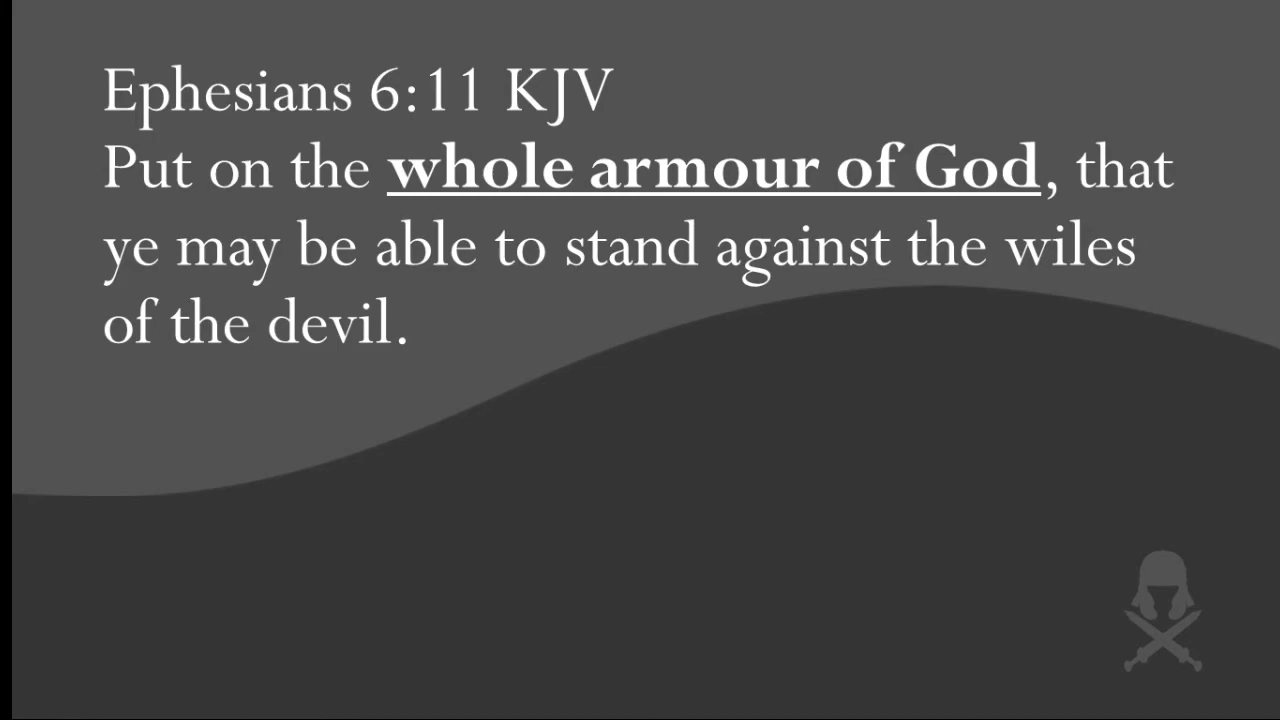 Ephesians 6:11 KJV
Put on the whole armour of God, that
ye may be able to stand against the wiles
of the devil.